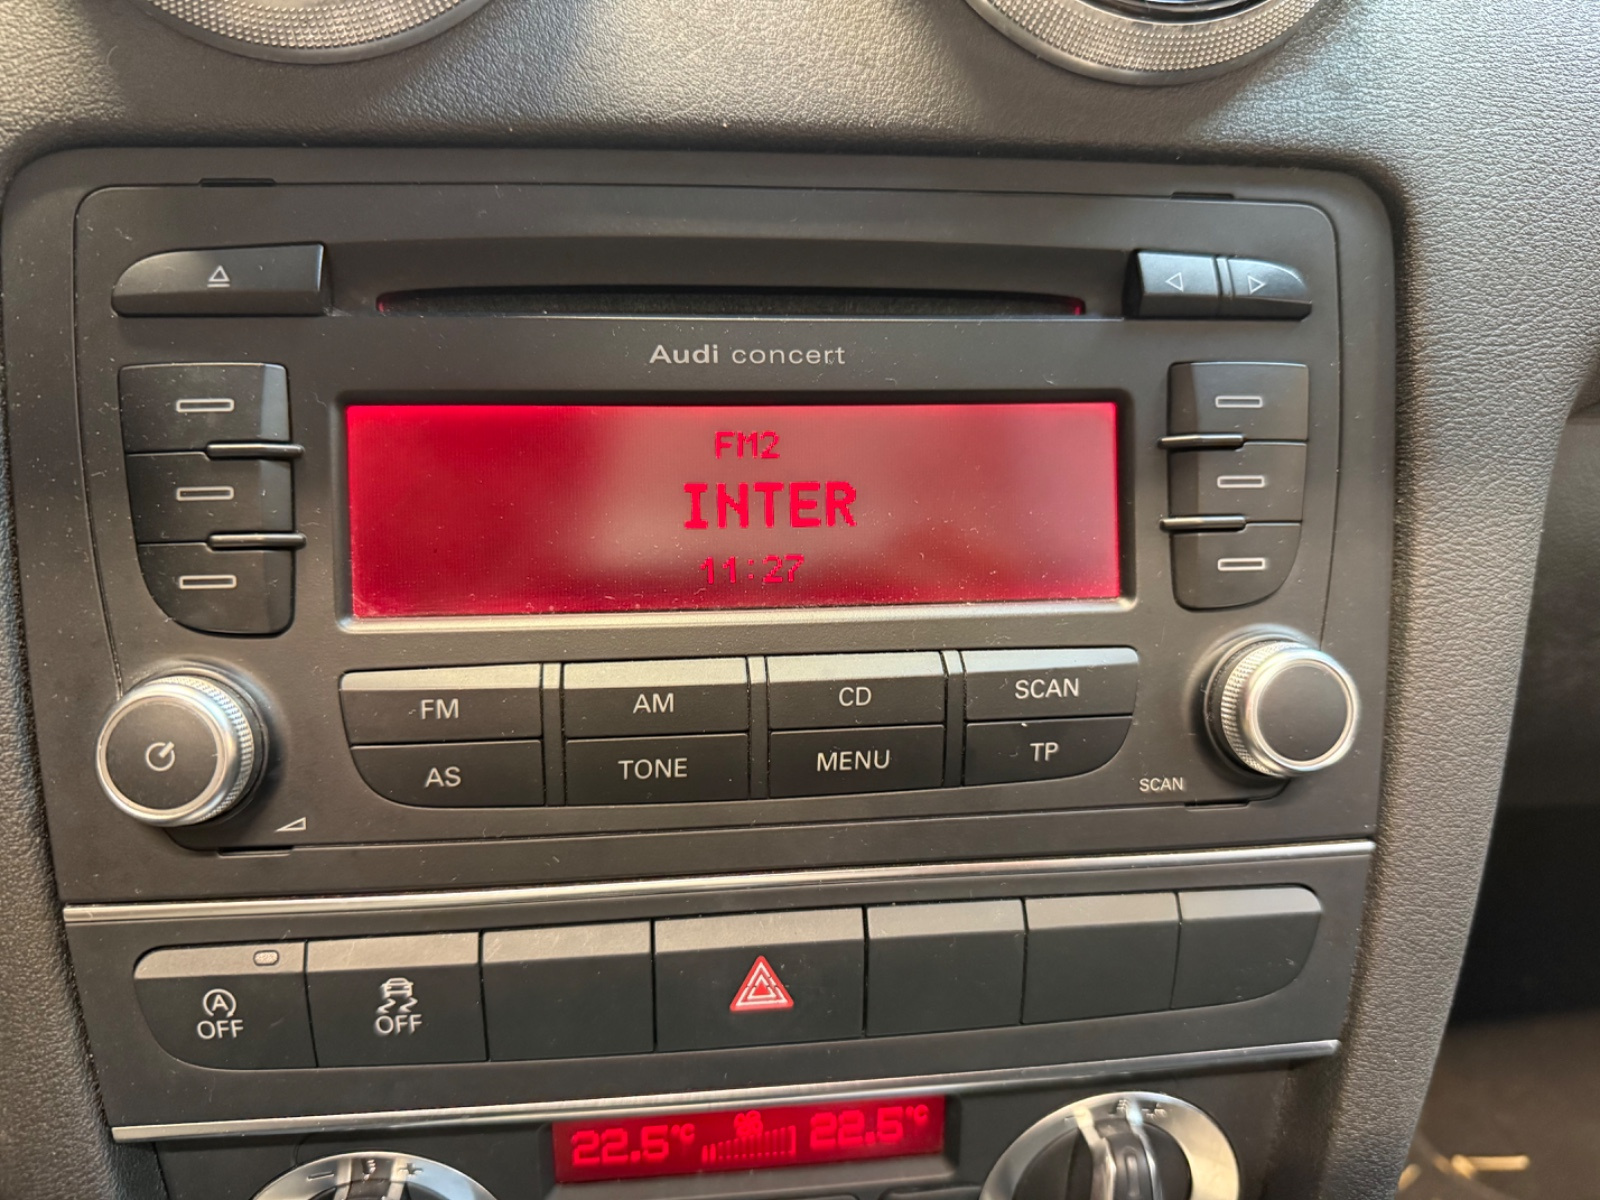 Audi concert
FM2
INTER
11:27
FM AM CD SCAN
AS TONE MENU TP
SCAN
A
OFF OFF
22.5°C 22.5°C